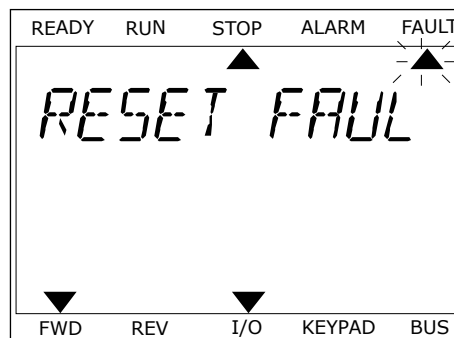 READY RUN STOP ALARM FAULT
RESET FAUL
FWD REV I/O KEYPAD BUS